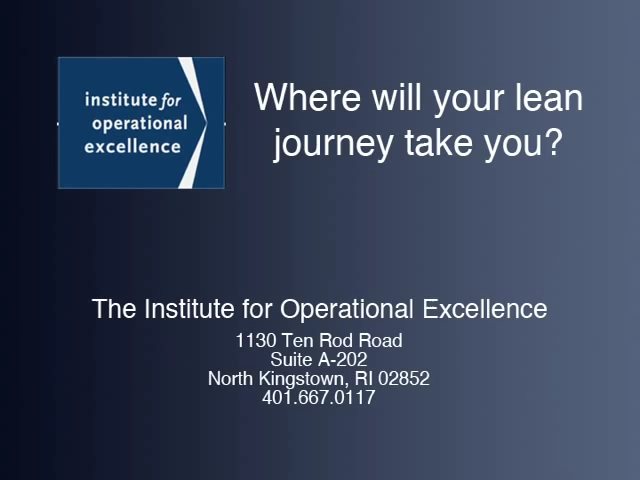 institute for
operational
excellence
Where will your lean
journey take you?
The Institute for Operational Excellence
1130 Ten Rod Road
Suite A-202
North Kingstown, RI 02852
401.667.0117